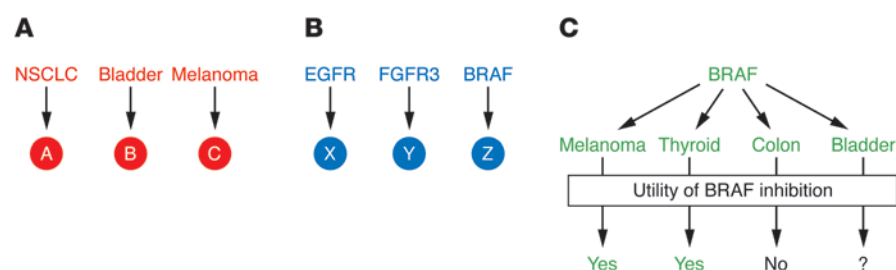 A
NSCLC Bladder Melanoma
A B C
B
EGFR FGFR3 BRAF
X Y Z
C
BRAF
Melanoma Thyroid Colon Bladder
Utility of BRAF inhibition
Yes Yes No ?